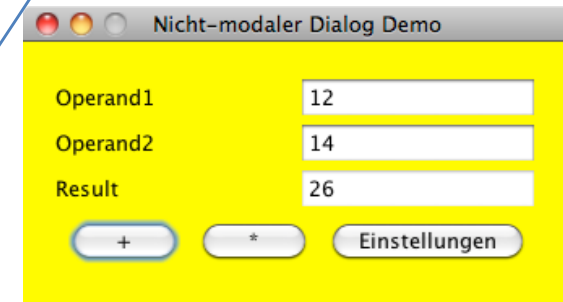 Nicht-modaler Dialog Demo
Operand1 12
Operand2 14
Result 26
+ * Einstellungen